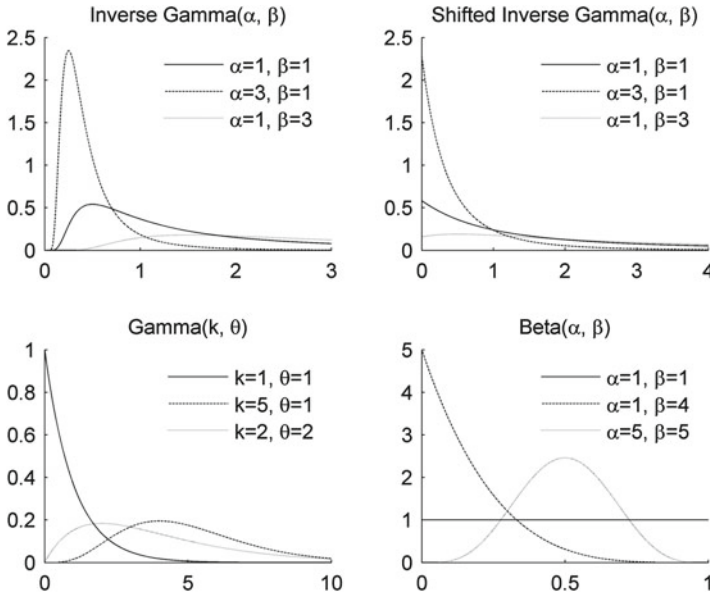 Inverse Gamma(α, β)
2.5
2
1.5
1
0.5
0
0 1 2 3
α=1, β=1
α=3, β=1
α=1, β=3
Shifted Inverse Gamma(α, β)
2.5
2
1.5
1
0.5
0
0 1 2 3 4
α=1, β=1
α=3, β=1
α=1, β=3
Gamma(k, θ)
1
0.8
0.6
0.4
0.2
0
0 5 10
k=1, θ=1
k=5, θ=1
k=2, θ=2
Beta(α, β)
5
4
3
2
1
0
0 0.5 1
α=1, β=1
α=1, β=4
α=5, β=5